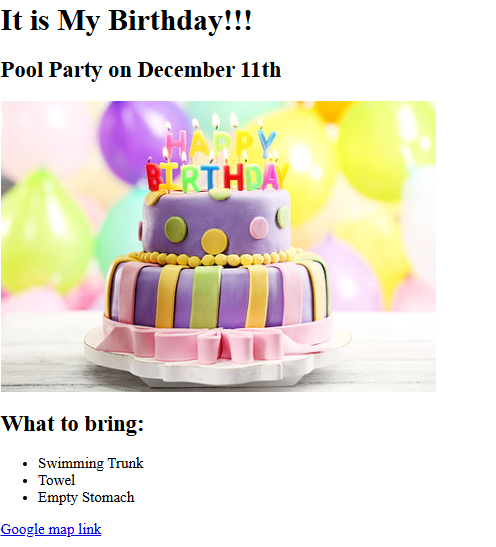 It is My Birthday!!!
Pool Party on December 11th
HAPPY
BIRTHDAY
What to bring:
Swimming Trunk
Towel
Empty Stomach
Google map link